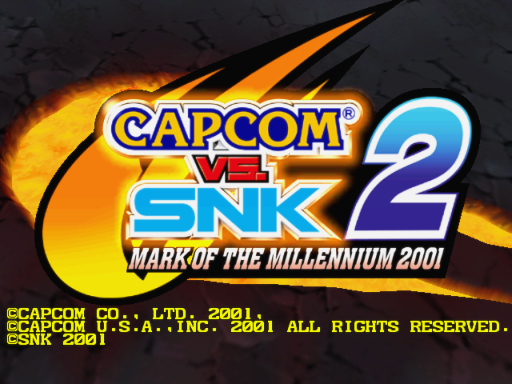 CAPCOM®
VS.
SNK 2
MARK OF THE MILLENNIUM 2001
©CAPCOM CO., LTD. 2001,
©CAPCOM U.S.A.,INC. 2001 ALL RIGHTS RESERVED.
©SNK 2001